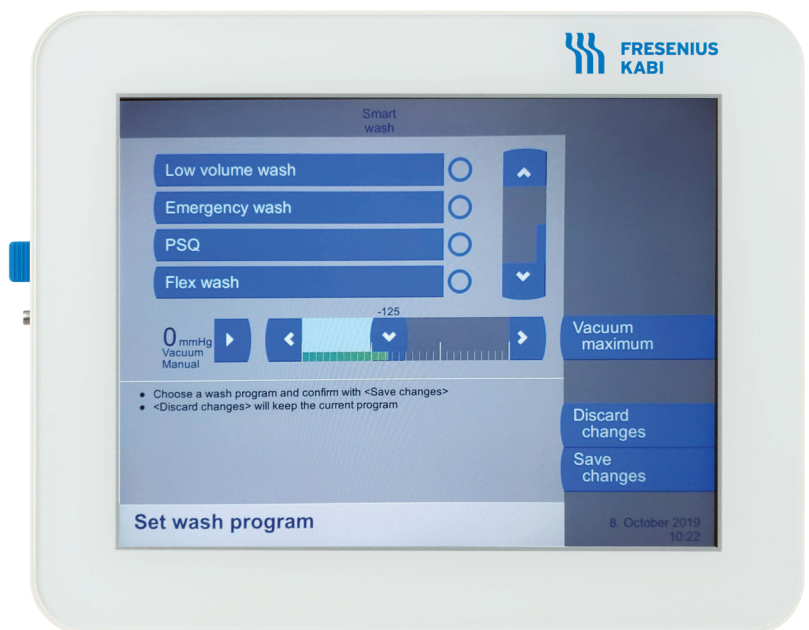 FRESENIUS
KABI
Smart
wash
Low volume wash
Emergency wash
PSQ
Flex wash
-125
0 mmHg
Vacuum
Manual
Vacuum
maximum
• Choose a wash program and confirm with <Save changes>
• <Discard changes> will keep the current program
Discard
changes
Save
changes
Set wash program
8. October 2019
10:22